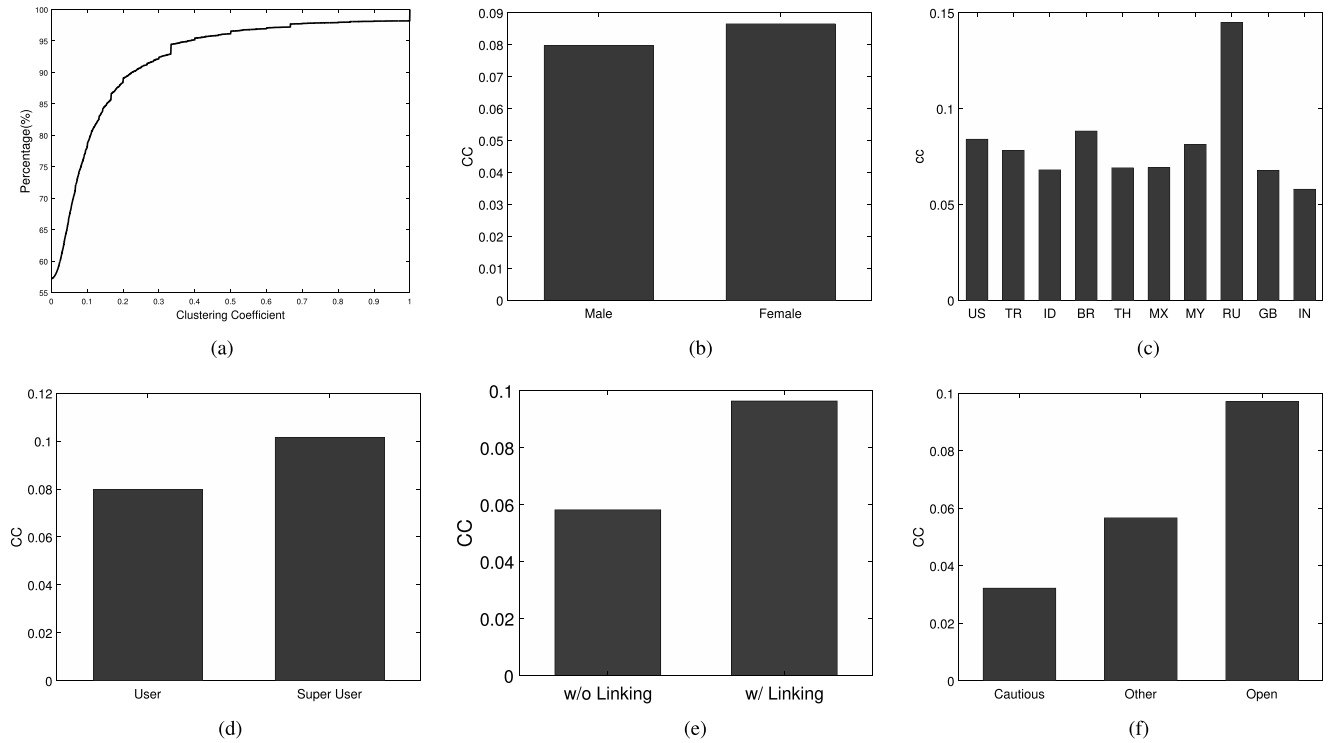 100
95
90
85
80
75
70
65
60
55
Percentage(%)
0 0.1 0.2 0.3 0.4 0.5 0.6 0.7 0.8 0.9 1
Clustering Coefficient
(a)
0.09
0.08
0.07
0.06
0.05
0.04
0.03
0.02
0.01
0
CC
Male Female
(b)
0.15
0.1
0.05
0
cc
US TR ID BR TH MX MY RU GB IN
(c)
0.12
0.1
0.08
0.06
0.04
0.02
0
CC
User Super User
(d)
0.1
0.08
0.06
0.04
0.02
0
CC
w/o Linking w/ Linking
(e)
0.1
0.08
0.06
0.04
0.02
0
CC
Cautious Other Open
(f)